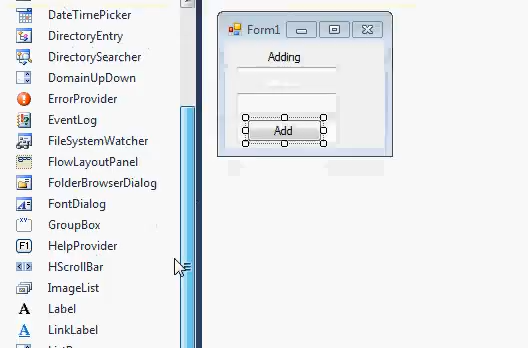 DateTimePicker
DirectoryEntry
DirectorySearcher
DomainUpDown
ErrorProvider
EventLog
FileSystemWatcher
FlowLayoutPanel
FolderBrowserDialog
FontDialog
GroupBox
HelpProvider
HScrollBar
ImageList
Label
LinkLabel
Form1
Adding
Add